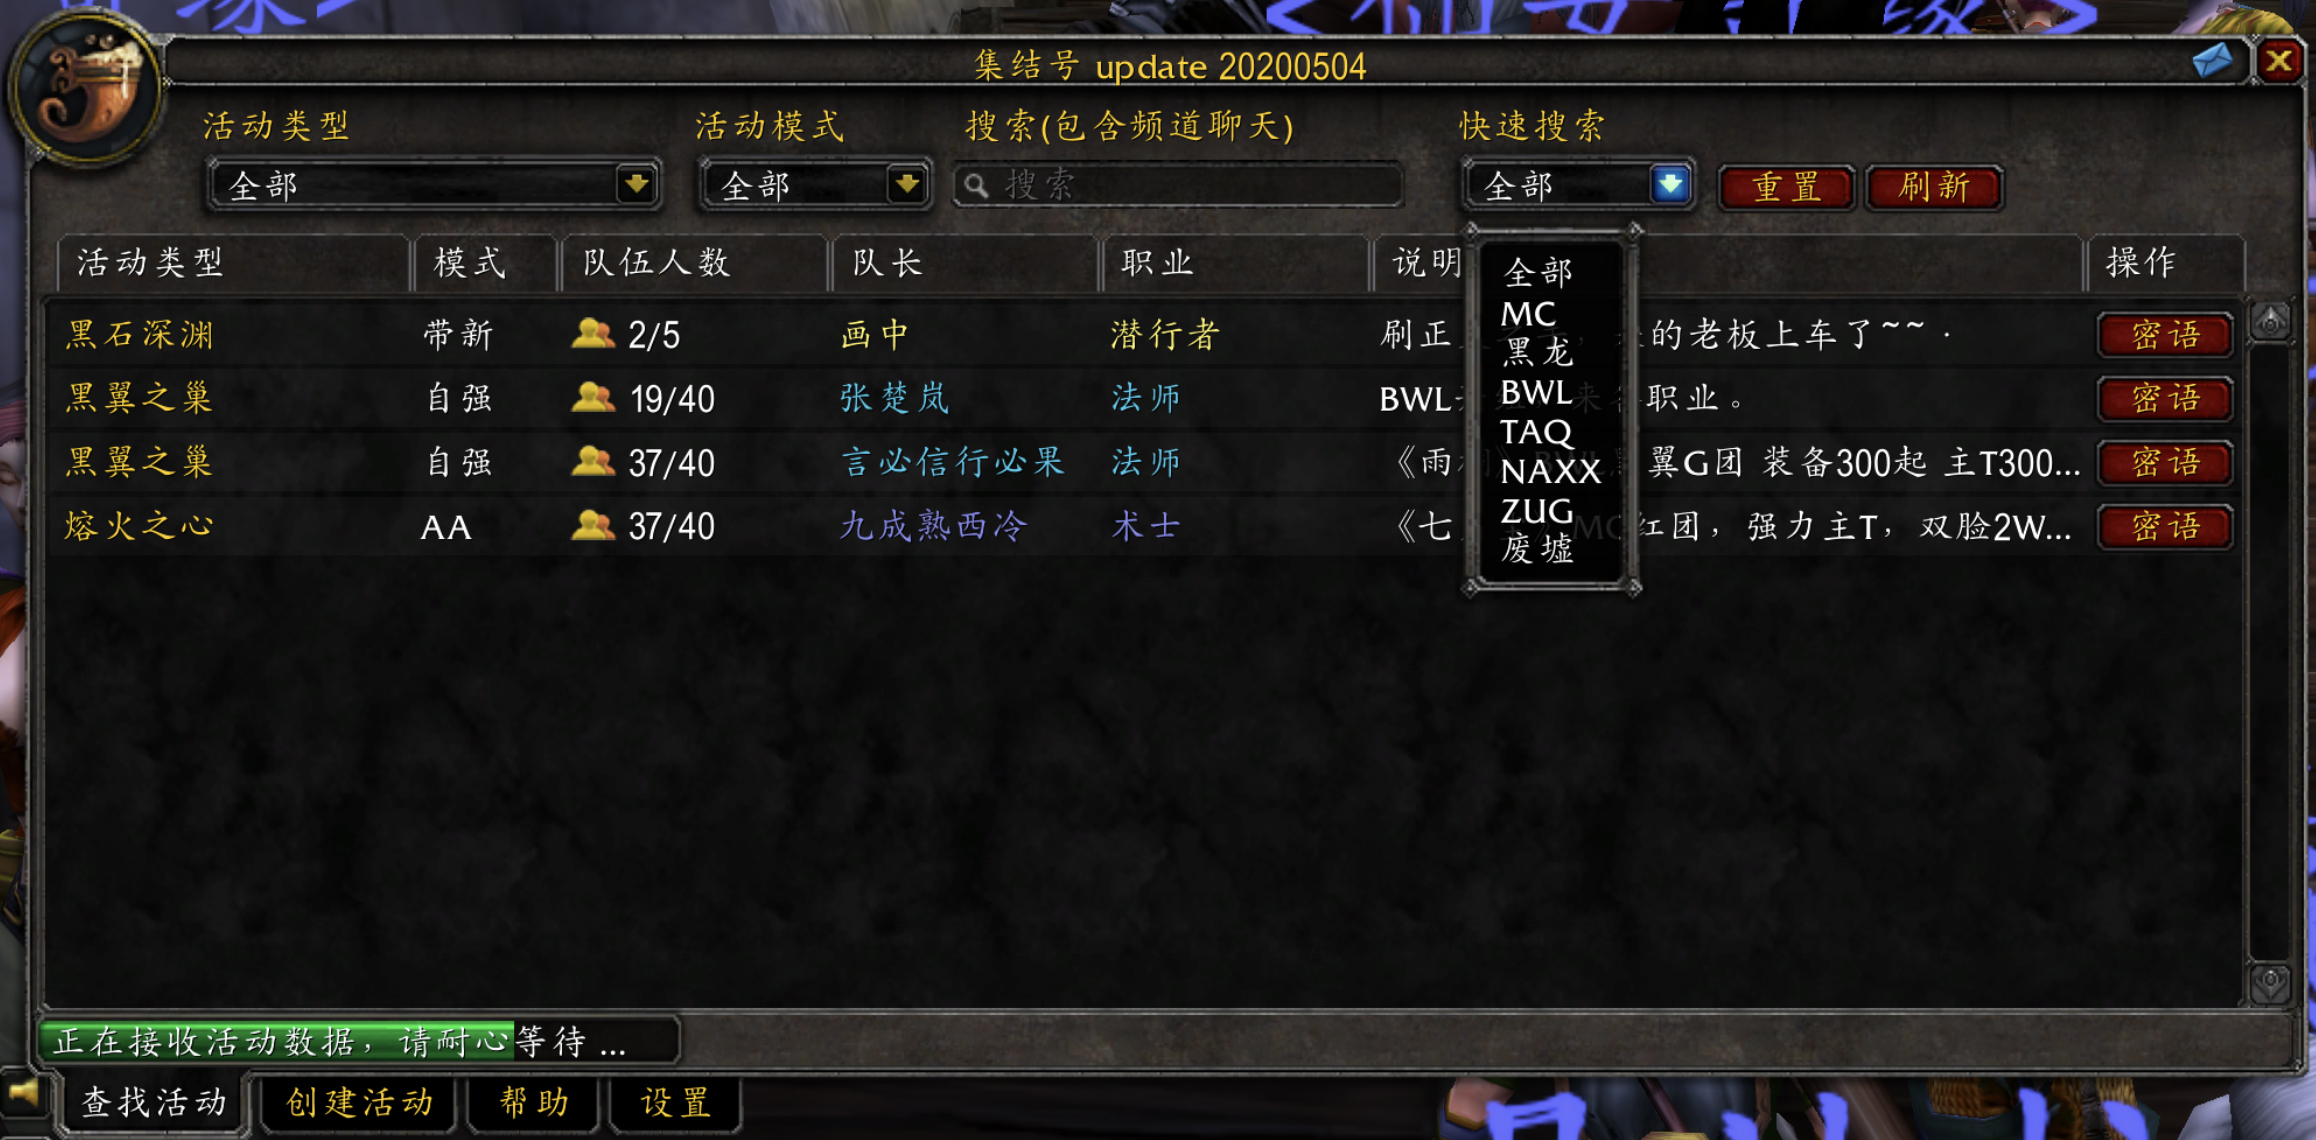 集结号 update 20200504
活动类型 活动模式 搜索(包含频道聊天) 快速搜索
全部 全部 搜索 全部 重置 刷新
活动类型 模式 队伍人数 队长 职业 说明 操作
全部
MC
黑龙
BWL
TAQ
NAXX
ZUG
废墟
黑石深渊 带新 2/5 画中 潜行者 刷正 的老板上车了~~ · 密语
黑翼之巢 自强 19/40 张楚岚 法师 BWL 来各职业。 密语
黑翼之巢 自强 37/40 言必信行必果 法师 《雨 翼G团 装备300起 主T300... 密语
熔火之心 AA 37/40 九成熟西冷 术士 《七 MC红团，强力主T，双脸2W... 密语
正在接收活动数据，请耐心等待 ...
查找活动 创建活动 帮助 设置